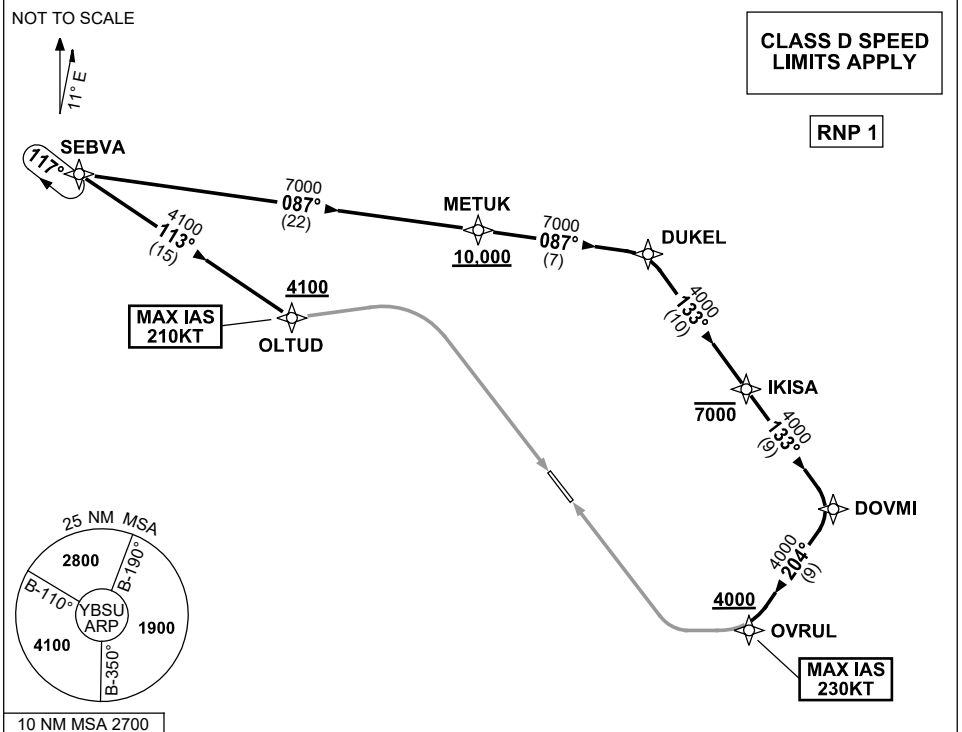 NOT TO SCALE
11° E
CLASS D SPEED
LIMITS APPLY
RNP 1
SEBVA
117°
7000
087°
(22)
METUK
10,000
7000
087°
(7)
DUKEL
4100
113°
(15)
4100
MAX IAS
210KT
OLTUD
4000
133°
(10)
IKISA
7000
4000
133°
(9)
DOVMI
4000
204°
(9)
4000
OVRUL
MAX IAS
230KT
25 NM MSA
2800
B-190°
B-110°
YBSU
ARP
1900
4100
B-350°
10 NM MSA 2700